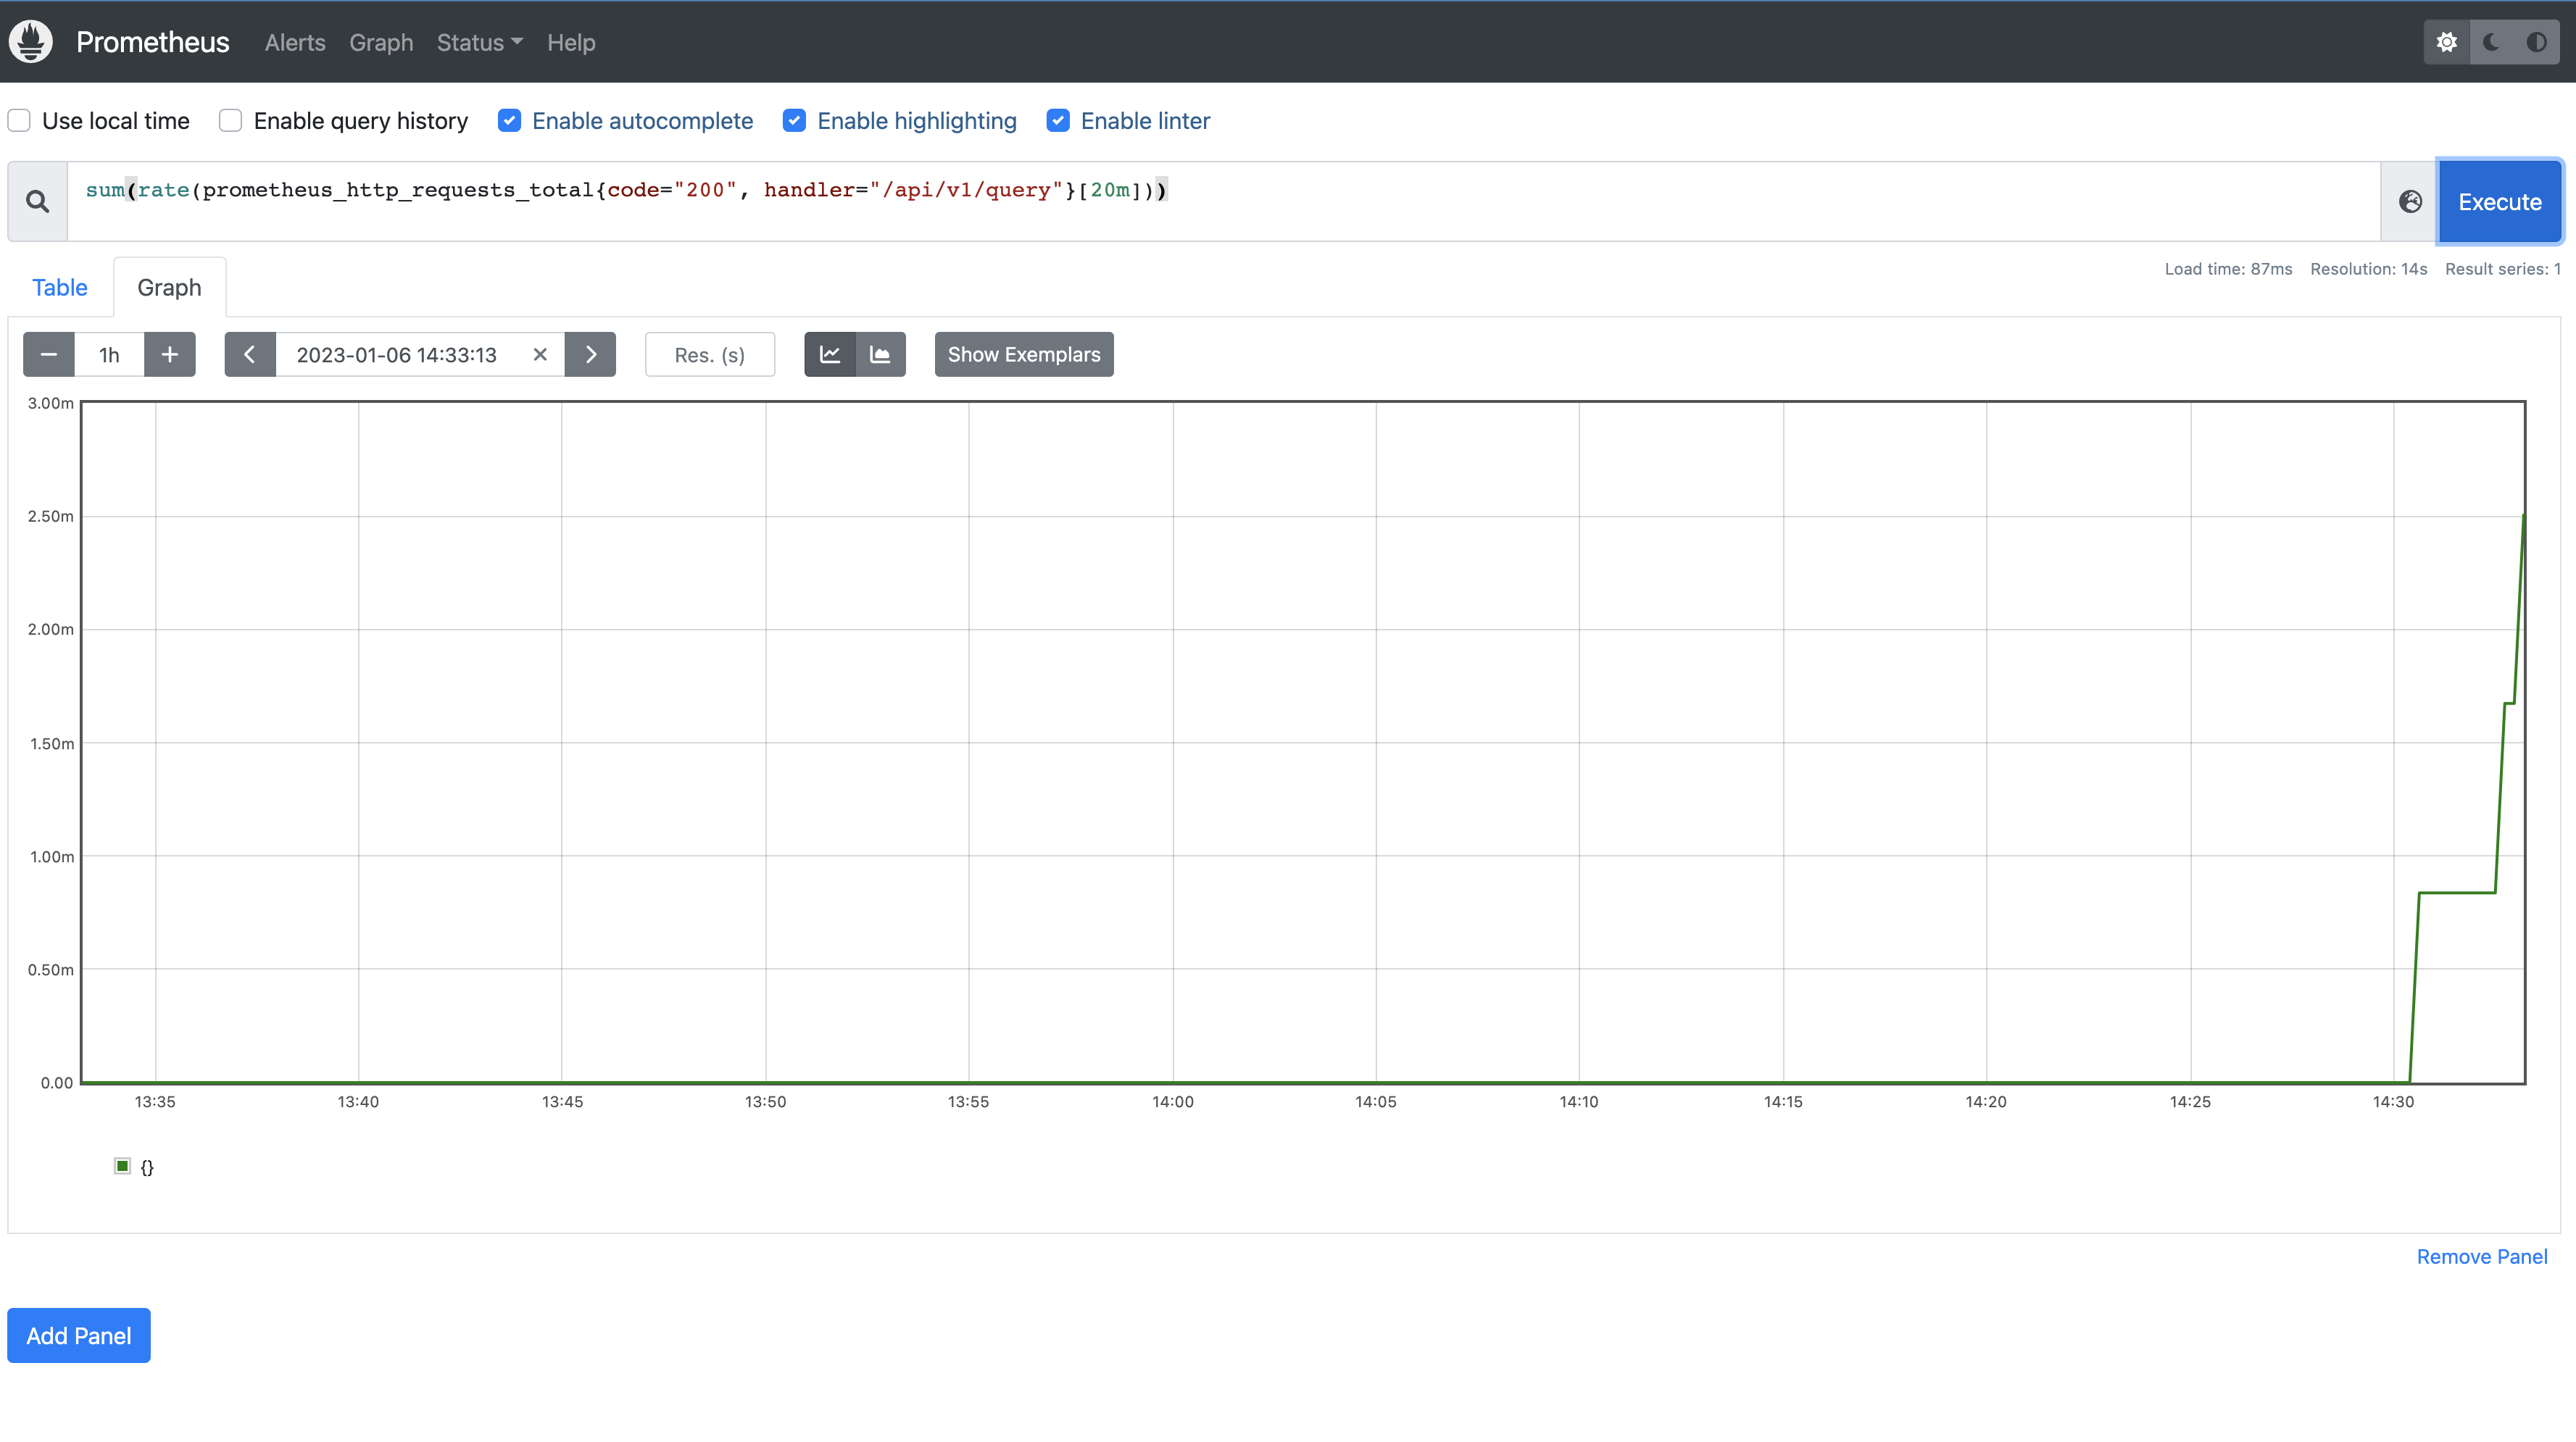 Prometheus Alerts Graph Status Help
Use local time Enable query history Enable autocomplete Enable highlighting Enable linter
sum(rate(prometheus_http_requests_total{code="200", handler="/api/v1/query"}[20m]))
Execute
Load time: 87ms Resolution: 14s Result series: 1
Table Graph
− 1h + 2023-01-06 14:33:13 Res. (s) Show Exemplars
3.00m
2.50m
2.00m
1.50m
1.00m
0.50m
0.00
13:35 13:40 13:45 13:50 13:55 14:00 14:05 14:10 14:15 14:20 14:25 14:30
{}
Remove Panel
Add Panel